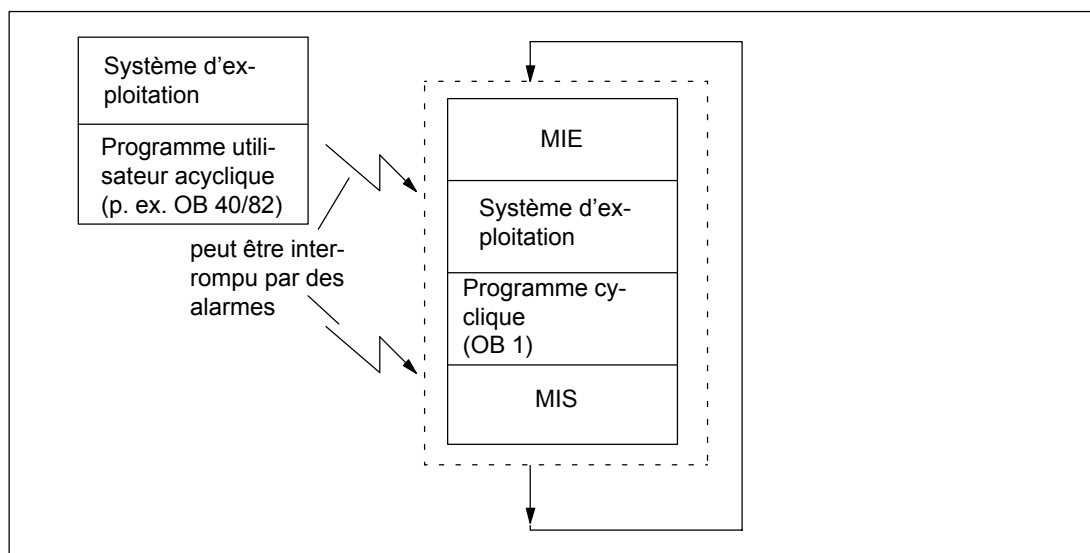 Système d'ex-
ploitation
Programme utili-
sateur acyclique
(p. ex. OB 40/82)
peut être inter-
rompu par des
alarmes
MIE
Système d'ex-
ploitation
Programme cy-
clique
(OB 1)
MIS